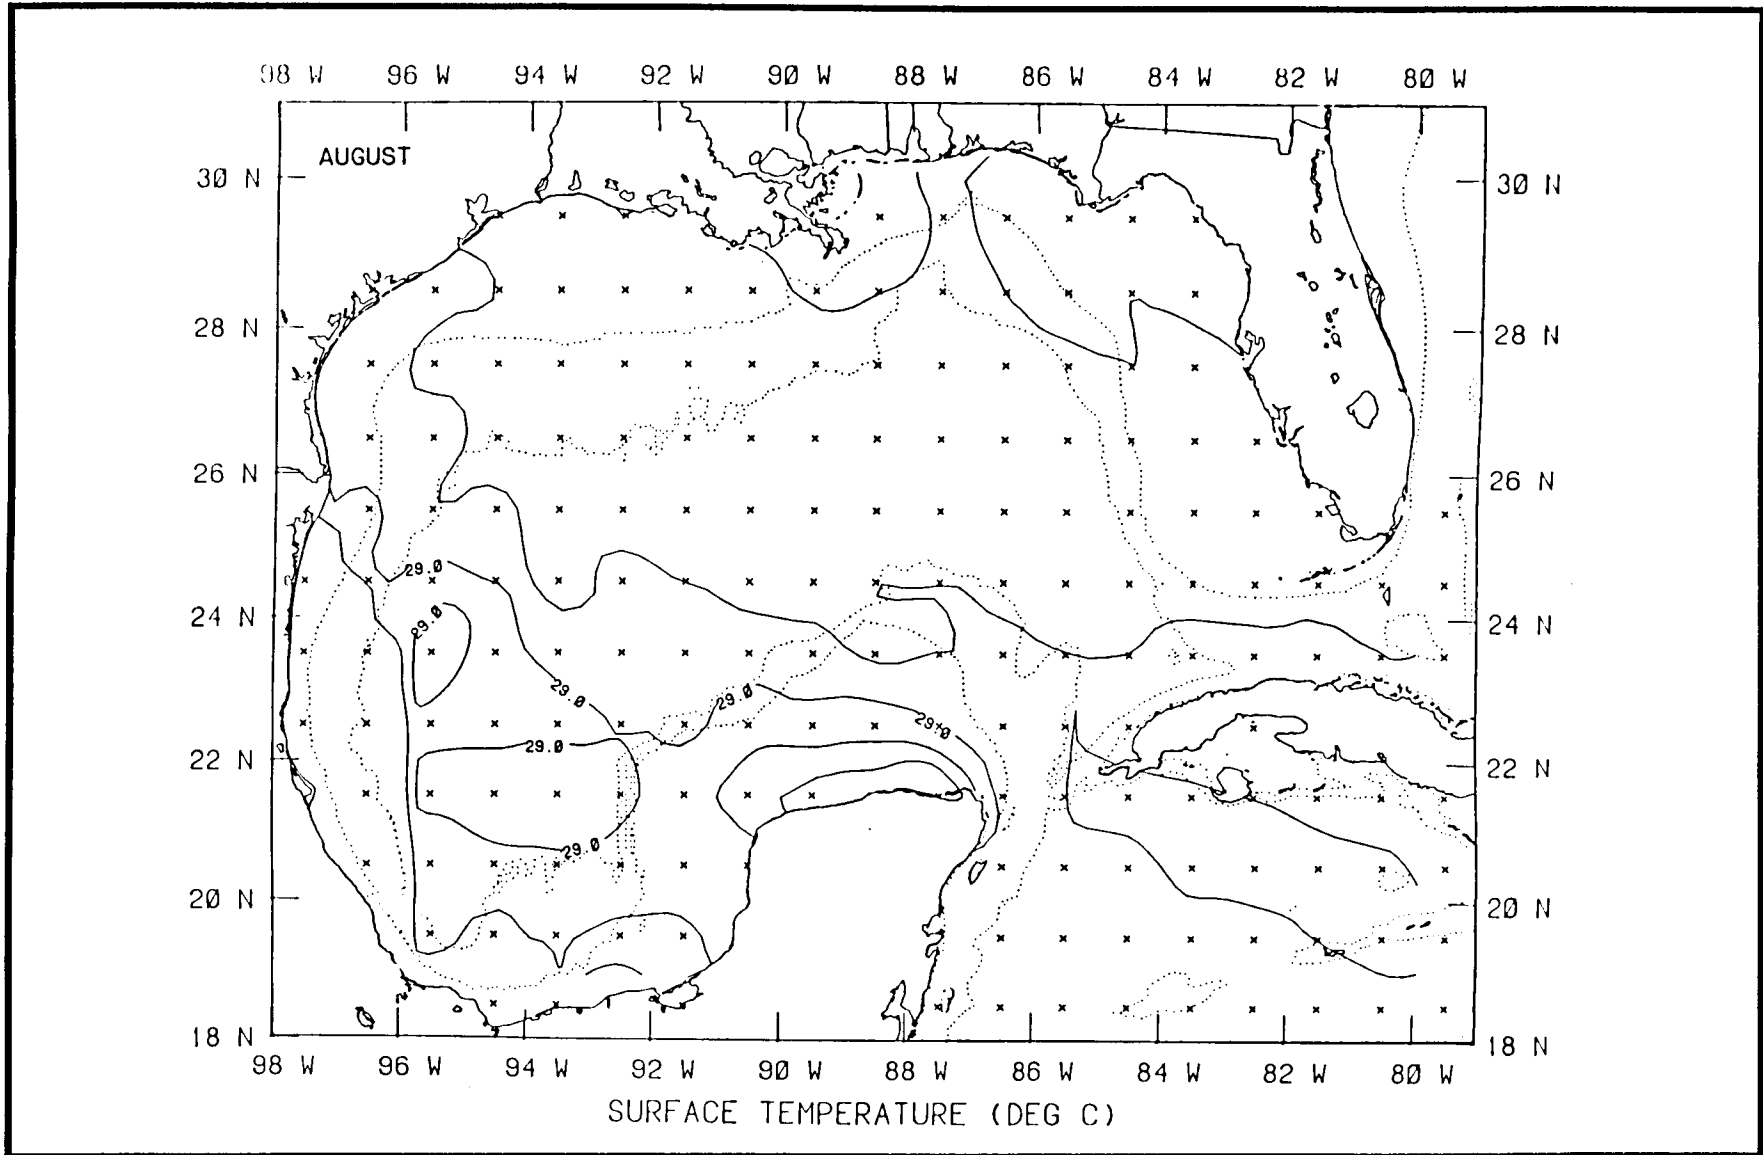 98 W 96 W 94 W 92 W 90 W 88 W 86 W 84 W 82 W 80 W
AUGUST
30 N 30 N
28 N 28 N
26 N 26 N
29.0
24 N 24 N
29.0
29.0 29.0
29.0
29.0
22 N 22 N
29.0
20 N 20 N
18 N 18 N
98 W 96 W 94 W 92 W 90 W 88 W 86 W 84 W 82 W 80 W
SURFACE TEMPERATURE (DEG C)